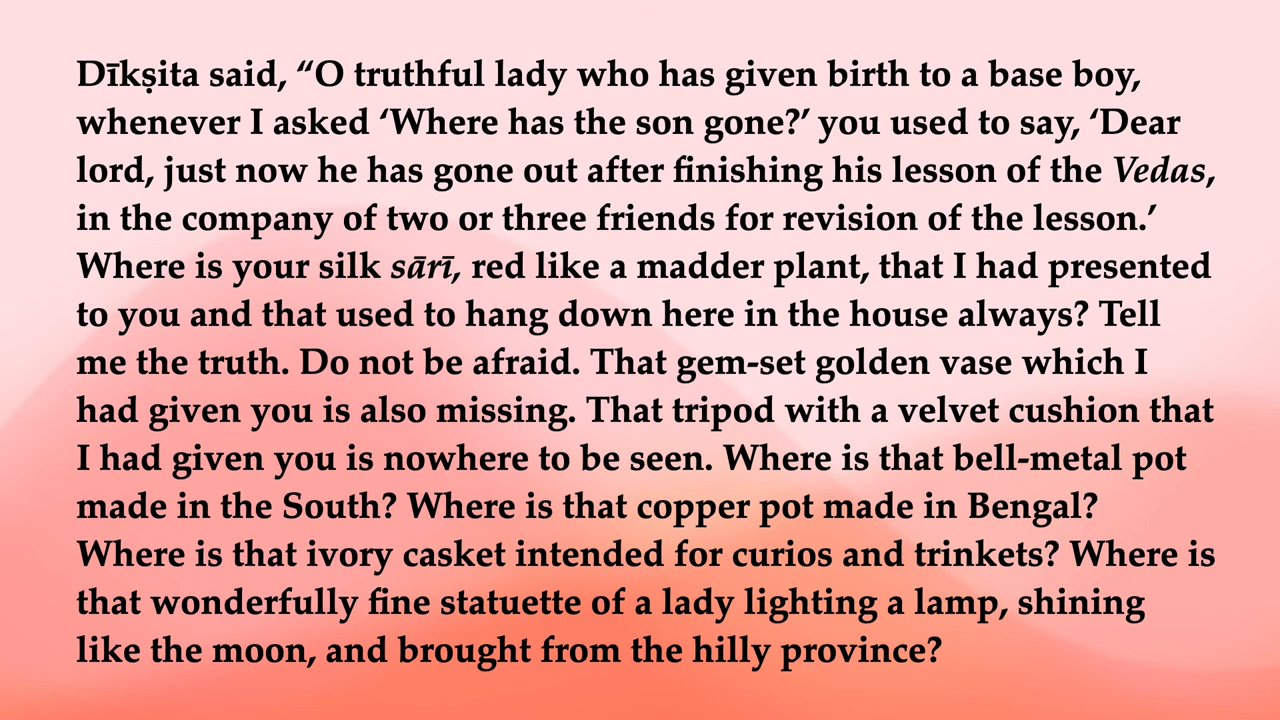 Dīkṣita said, “O truthful lady who has given birth to a base boy,
whenever I asked ‘Where has the son gone?’ you used to say, ‘Dear
lord, just now he has gone out after finishing his lesson of the Vedas,
in the company of two or three friends for revision of the lesson.’
Where is your silk sārī, red like a madder plant, that I had presented
to you and that used to hang down here in the house always? Tell
me the truth. Do not be afraid. That gem-set golden vase which I
had given you is also missing. That tripod with a velvet cushion that
I had given you is nowhere to be seen. Where is that bell-metal pot
made in the South? Where is that copper pot made in Bengal?
Where is that ivory casket intended for curios and trinkets? Where is
that wonderfully fine statuette of a lady lighting a lamp, shining
like the moon, and brought from the hilly province?